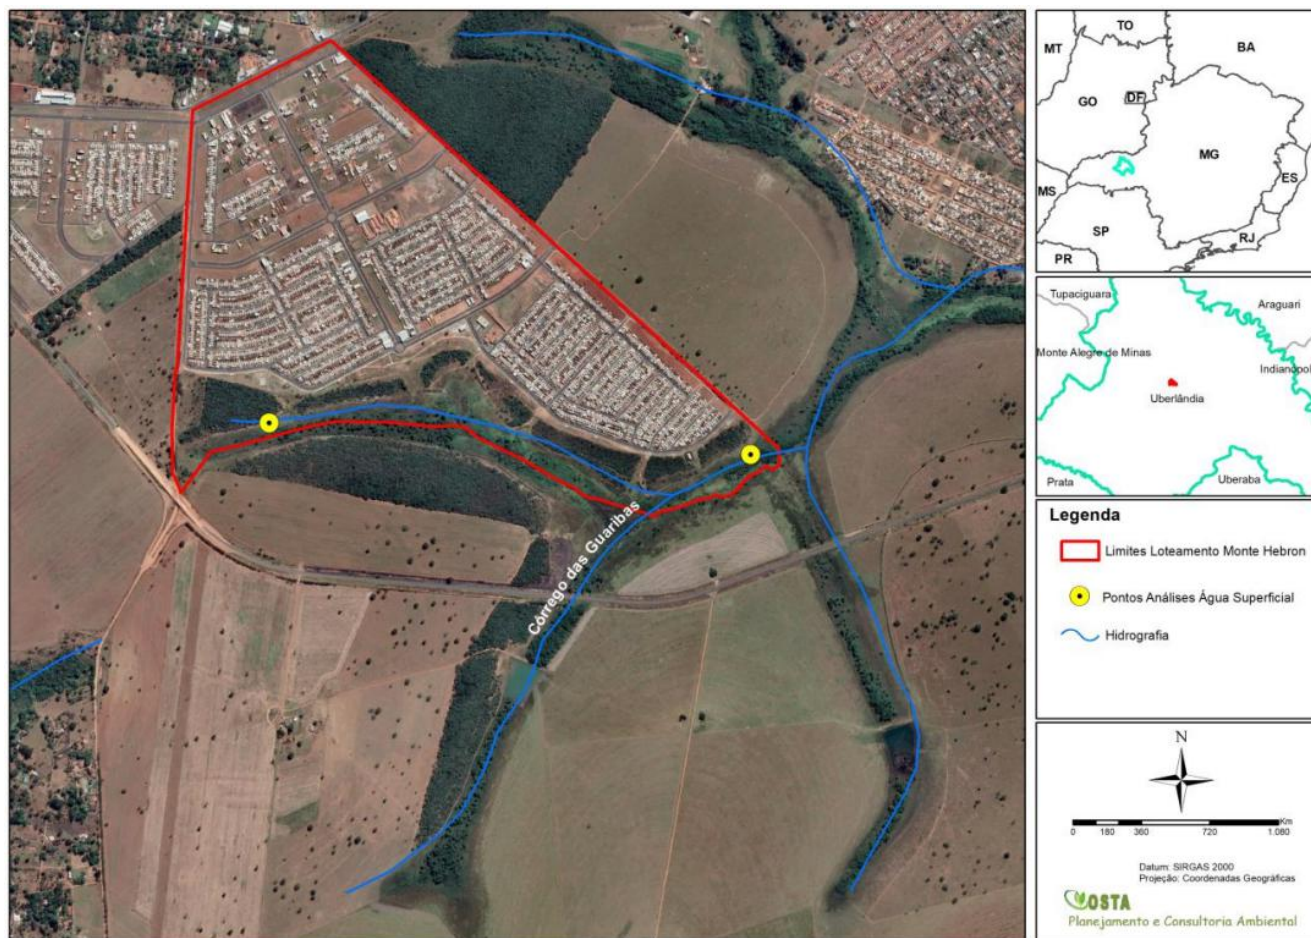 Córrego das Guaribas
TO
MT
BA
GO
DF
MG
ES
MS
SP
RJ
PR
Tupaciguara
Araguari
Monte Alegre de Minas
Indianopol
Uberlândia
Prata
Uberaba
Legenda
Limites Loteamento Monte Hebron
Pontos Análises Água Superficial
Hidrografia
N
Km
0 180 360 720 1.080
Datum: SIRGAS 2000
Projeção: Coordenadas Geográficas
OSTA
Planejamento e Consultoria Ambiental